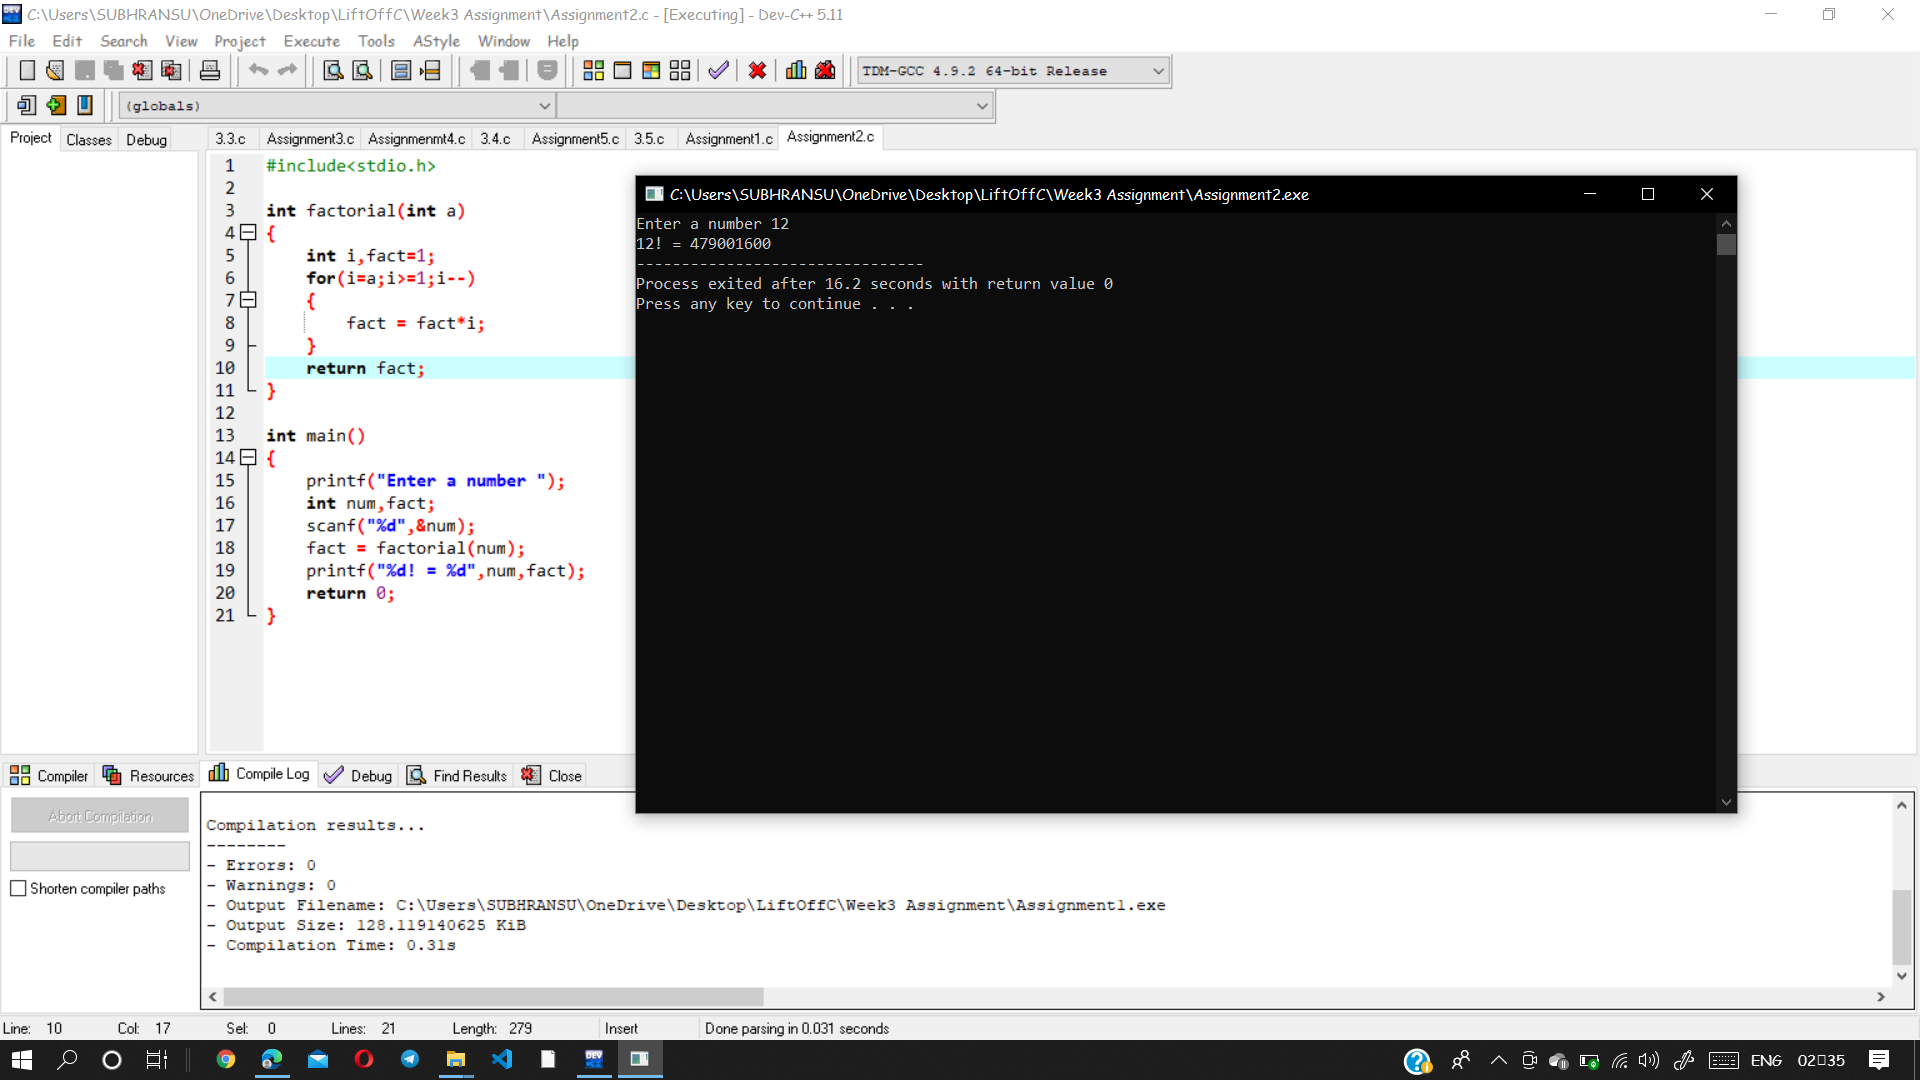 C:\Users\SUBHRANSU\OneDrive\Desktop\LiftOffC\Week3 Assignment\Assignment2.c - [Executing] - Dev-C++ 5.11
File Edit Search View Project Execute Tools AStyle Window Help
TDM-GCC 4.9.2 64-bit Release
(globals)
Project Classes Debug
3.3.c Assignment3.c Assignmenmt4.c 3.4.c Assignment5.c 3.5.c Assignment1.c Assignment2.c
1 #include<stdio.h>
2
3 int factorial(int a)
4 {
5 int i,fact=1;
6 for(i=a;i>=1;i--)
7 {
8 fact = fact*i;
9 }
10 return fact;
11 }
12
13 int main()
14 {
15 printf("Enter a number ");
16 int num,fact;
17 scanf("%d",&num);
18 fact = factorial(num);
19 printf("%d! = %d",num,fact);
20 return 0;
21 }
C:\Users\SUBHRANSU\OneDrive\Desktop\LiftOffC\Week3 Assignment\Assignment2.exe
Enter a number 12
12! = 479001600
--------------------------------
Process exited after 16.2 seconds with return value 0
Press any key to continue . . .
Compiler Resources Compile Log Debug Find Results Close
Abort Compilation
Shorten compiler paths
Compilation results...
--------
- Errors: 0
- Warnings: 0
- Output Filename: C:\Users\SUBHRANSU\OneDrive\Desktop\LiftOffC\Week3 Assignment\Assignment1.exe
- Output Size: 128.119140625 KiB
- Compilation Time: 0.31s
Line: 10 Col: 17 Sel: 0 Lines: 21 Length: 279 Insert Done parsing in 0.031 seconds
DEV
ENG 02▯35